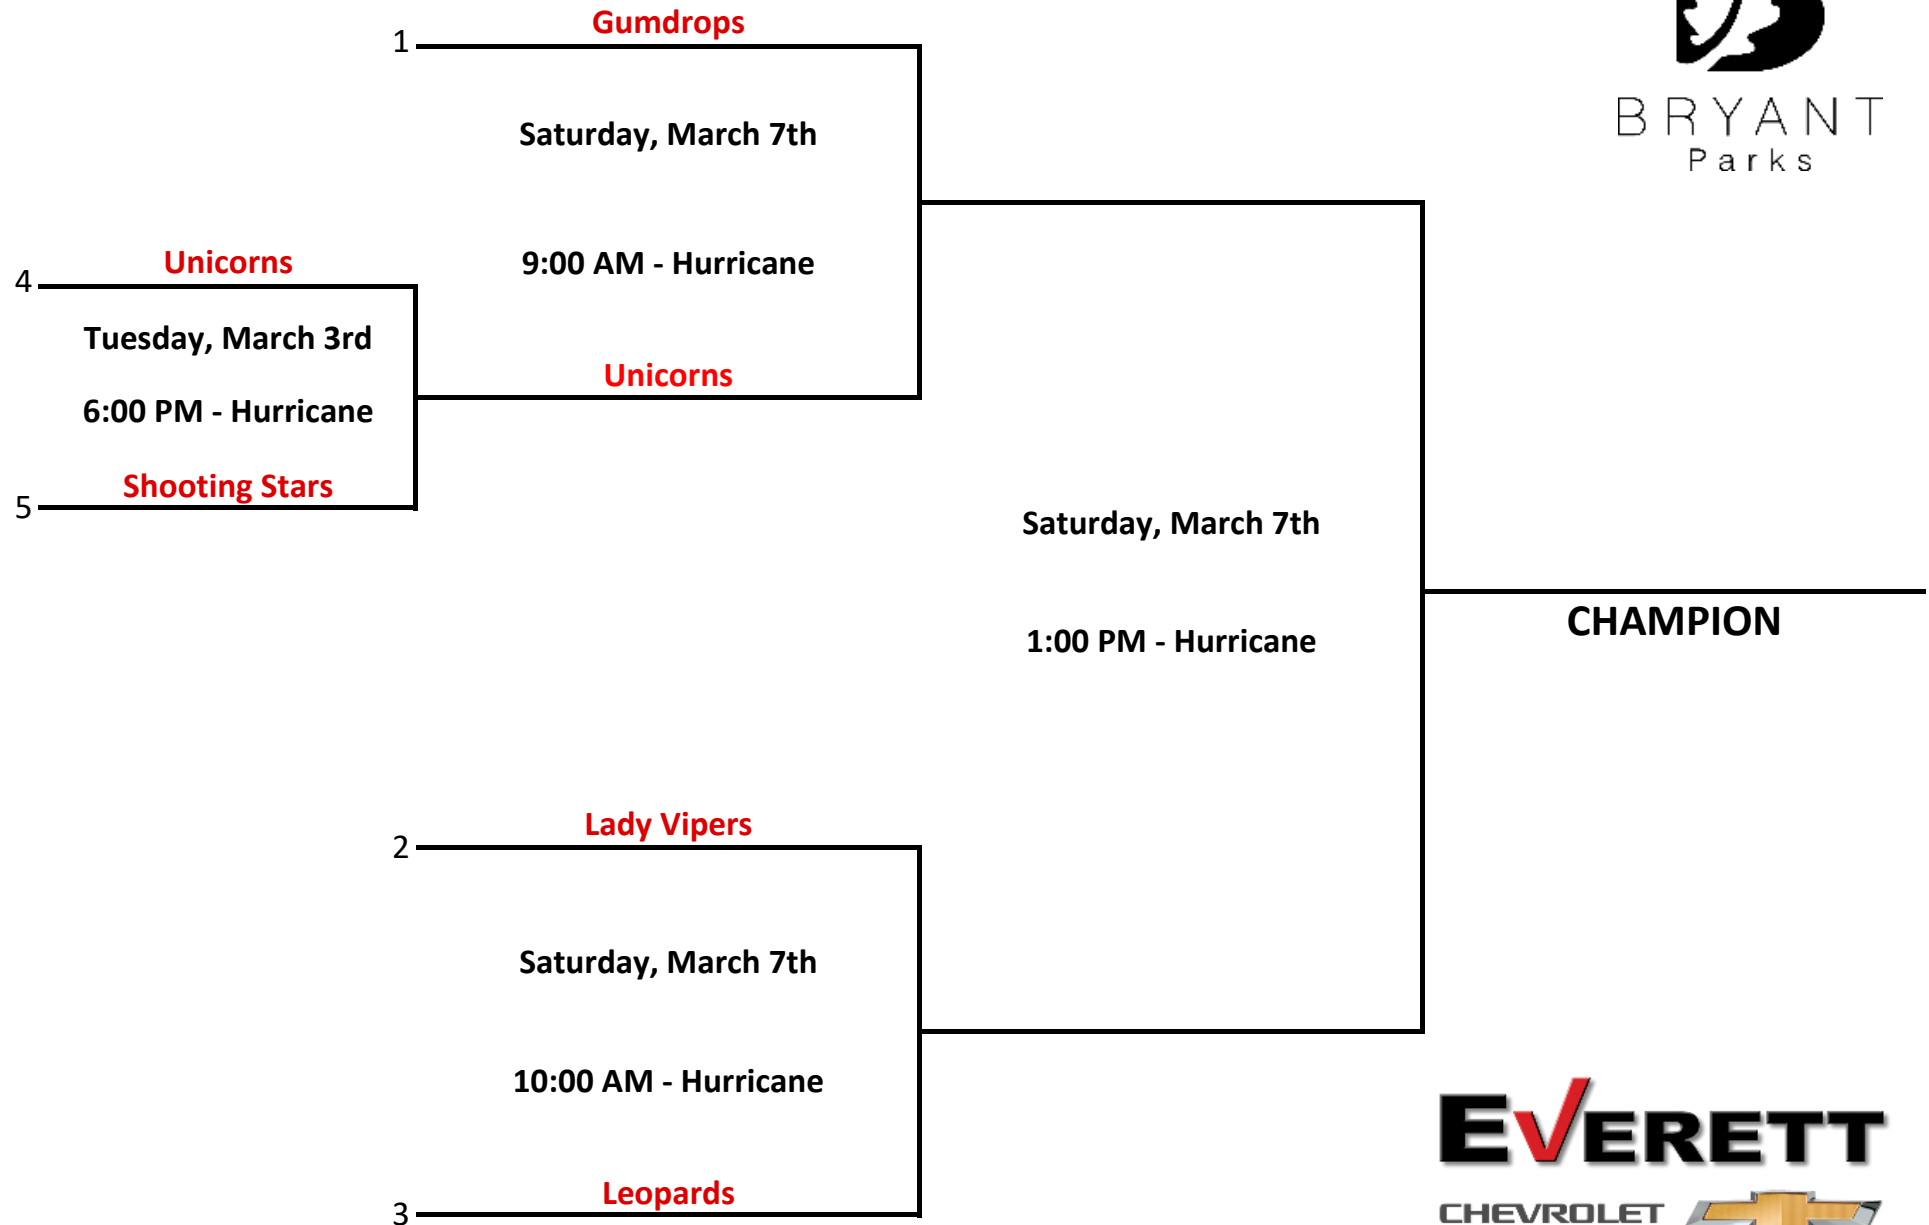 Gumdrops
1
Saturday, March 7th
9:00 AM - Hurricane
BRYANT
Parks
Unicorns
4
Tuesday, March 3rd
6:00 PM - Hurricane
Unicorns
Shooting Stars
5
Saturday, March 7th
1:00 PM - Hurricane
CHAMPION
Lady Vipers
2
Saturday, March 7th
10:00 AM - Hurricane
Leopards
3
EVERETT
CHEVROLET